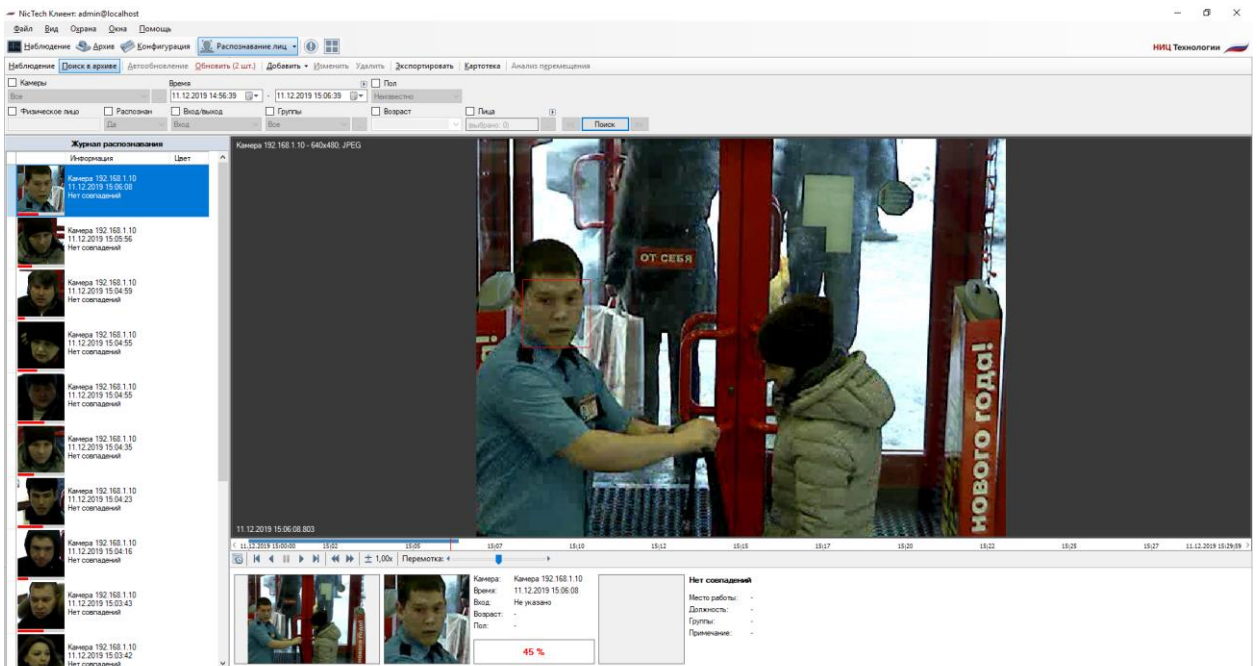 NicTech Клиент: admin@localhost
Файл Вид Охрана Окна Помощь
Наблюдение Архив Конфигурация Распознавание лиц
НИЦ Технологии
Наблюдение Поиск в архиве Автообновление Обновить (2 шт.) Добавить Изменить Удалить Экспортировать Картотека Анализ перемещения
Камеры Время Пол
Все 11.12.2019 14:56:39 - 11.12.2019 15:06:39 Неизвестно
Физическое лицо Распознан Вход/выход Группы Возраст Лица
Да Вход Все (выбрано: 0) << Поиск >>
Журнал распознавания
Информация Цвет
Камера 192.168.1.10
11.12.2019 15:06:08
Нет совпадений
Камера 192.168.1.10
11.12.2019 15:05:56
Нет совпадений
Камера 192.168.1.10
11.12.2019 15:04:59
Нет совпадений
Камера 192.168.1.10
11.12.2019 15:04:55
Нет совпадений
Камера 192.168.1.10
11.12.2019 15:04:55
Нет совпадений
Камера 192.168.1.10
11.12.2019 15:04:35
Нет совпадений
Камера 192.168.1.10
11.12.2019 15:04:23
Нет совпадений
Камера 192.168.1.10
11.12.2019 15:04:16
Нет совпадений
Камера 192.168.1.10
11.12.2019 15:03:43
Нет совпадений
Камера 192.168.1.10
11.12.2019 15:03:42
Нет совпадений
Камера 192.168.1.10 - 640x480; JPEG
ОТ СЕБЯ
НОВОГО ГОДА!
11.12.2019 15:06:08.803
11.12.2019 15:00:00 15:02 15:05 15:07 15:10 15:12 15:15 15:17 15:20 15:22 15:25 15:27 11.12.2019 15:29:59
1,00x Перемотка:
Камера: Камера 192.168.1.10
Время: 11.12.2019 15:06:08
Вход: Не указано
Возраст: -
Пол: -
45 %
Нет совпадений
Место работы: -
Должность: -
Группы: -
Примечание: -